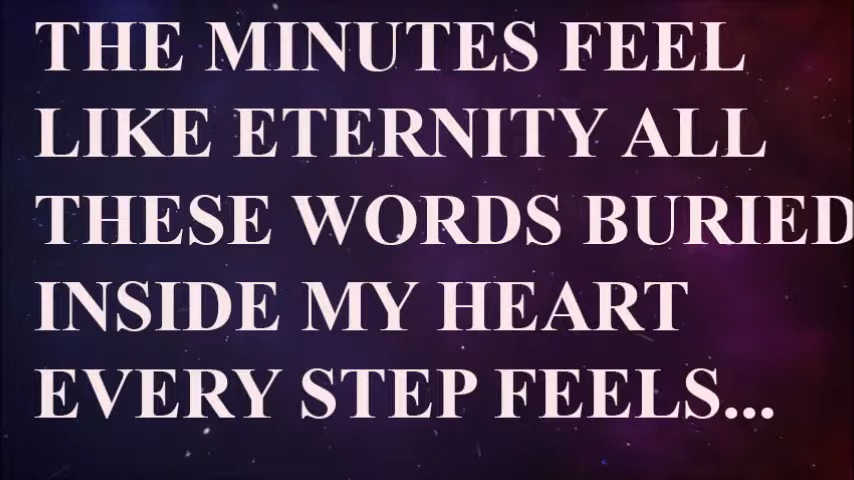 THE MINUTES FEEL
LIKE ETERNITY ALL
THESE WORDS BURIED
INSIDE MY HEART
EVERY STEP FEELS...